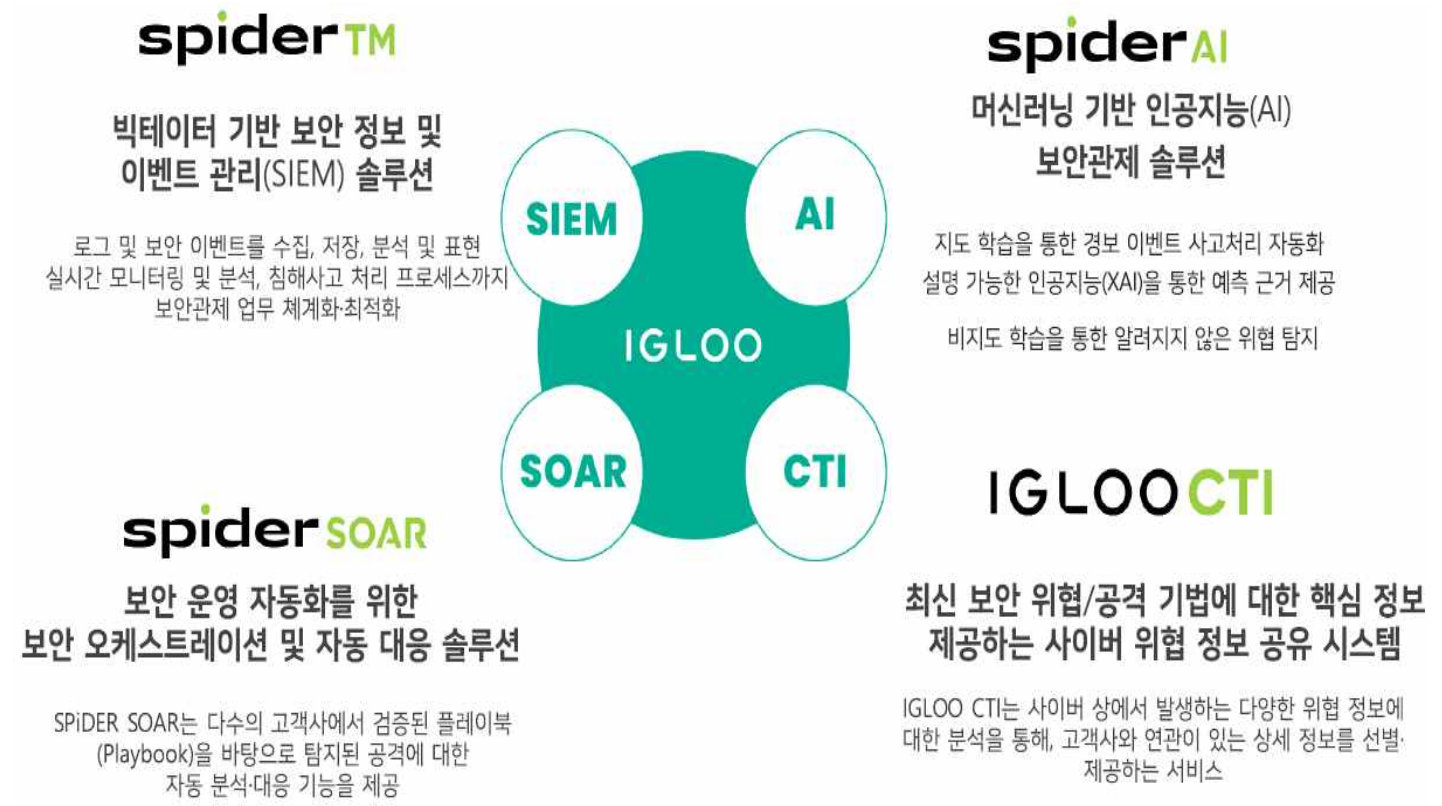 spider TM
빅테이터 기반 보안 정보 및
이벤트 관리(SIEM) 솔루션
로그 및 보안 이벤트를 수집, 저장, 분석 및 표현
실시간 모니터링 및 분석, 침해사고 처리 프로세스까지
보안관제 업무 체계화·최적화
spider AI
머신러닝 기반 인공지능(AI)
보안관제 솔루션
지도 학습을 통한 경보 이벤트 사고처리 자동화
설명 가능한 인공지능(XAI)을 통한 예측 근거 제공
비지도 학습을 통한 알려지지 않은 위협 탐지
SIEM
AI
IGLOO
SOAR
CTI
spider SOAR
보안 운영 자동화를 위한
보안 오케스트레이션 및 자동 대응 솔루션
SPiDER SOAR는 다수의 고객사에서 검증된 플레이북
(Playbook)을 바탕으로 탐지된 공격에 대한
자동 분석·대응 기능을 제공
IGLOO CTI
최신 보안 위협/공격 기법에 대한 핵심 정보
제공하는 사이버 위협 정보 공유 시스템
IGLOO CTI는 사이버 상에서 발생하는 다양한 위협 정보에
대한 분석을 통해, 고객사와 연관이 있는 상세 정보를 선별·
제공하는 서비스